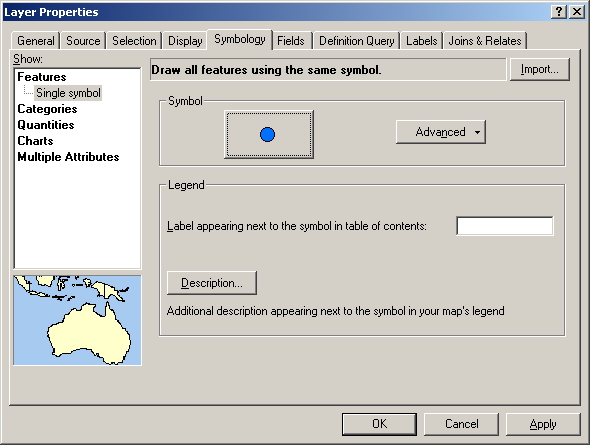 Layer Properties
General Source Selection Display Symbology Fields Definition Query Labels Joins & Relates
Show:
Features
Single symbol
Categories
Quantities
Charts
Multiple Attributes
Draw all features using the same symbol.
Import...
Symbol
Advanced
Legend
Label appearing next to the symbol in table of contents:
Description...
Additional description appearing next to the symbol in your map's legend
OK Cancel Apply